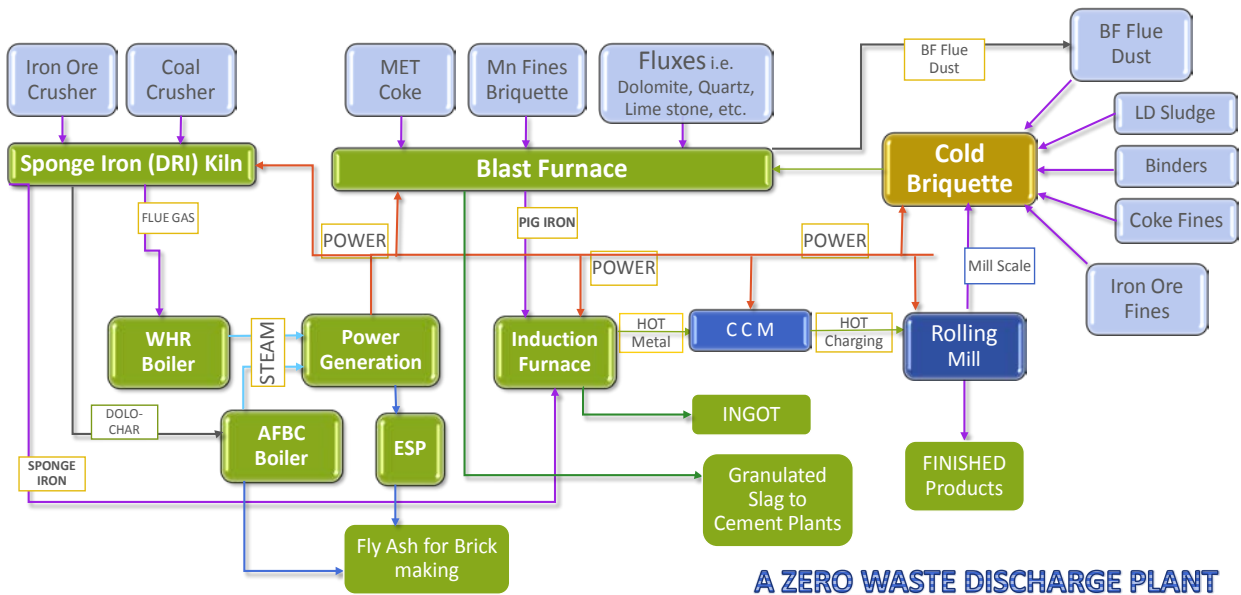 Iron Ore
Crusher
Coal
Crusher
MET
Coke
Mn Fines
Briquette
Fluxes i.e.
Dolomite, Quartz,
Lime stone, etc.
BF Flue
Dust
BF Flue
Dust
LD Sludge
Binders
Coke Fines
Iron Ore
Fines
Sponge Iron (DRI) Kiln
Blast Furnace
Cold
Briquette
FLUE GAS
PIG IRON
POWER
POWER
POWER
Mill Scale
WHR
Boiler
STEAM
Power
Generation
Induction
Furnace
HOT
Metal
C C M
HOT
Charging
Rolling
Mill
DOLO-
CHAR
AFBC
Boiler
ESP
INGOT
SPONGE
IRON
Granulated
Slag to
Cement Plants
FINISHED
Products
Fly Ash for Brick
making
A ZERO WASTE DISCHARGE PLANT